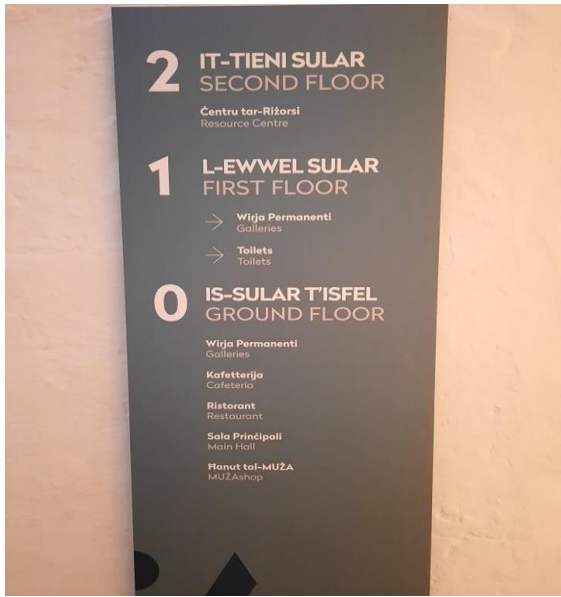 2 IT-TIENI SULAR
SECOND FLOOR
Ċentru tar-Riżorsi
Resource Centre
1 L-EWWEL SULAR
FIRST FLOOR
→ Wirja Permanenti
Galleries
→ Toilets
Toilets
0 IS-SULAR T'ISFEL
GROUND FLOOR
Wirja Permanenti
Galleries
Kafetterija
Cafeteria
Ristorant
Restaurant
Sala Prinċipali
Main Hall
Ħanut tal-MUŻA
MUŻAshop